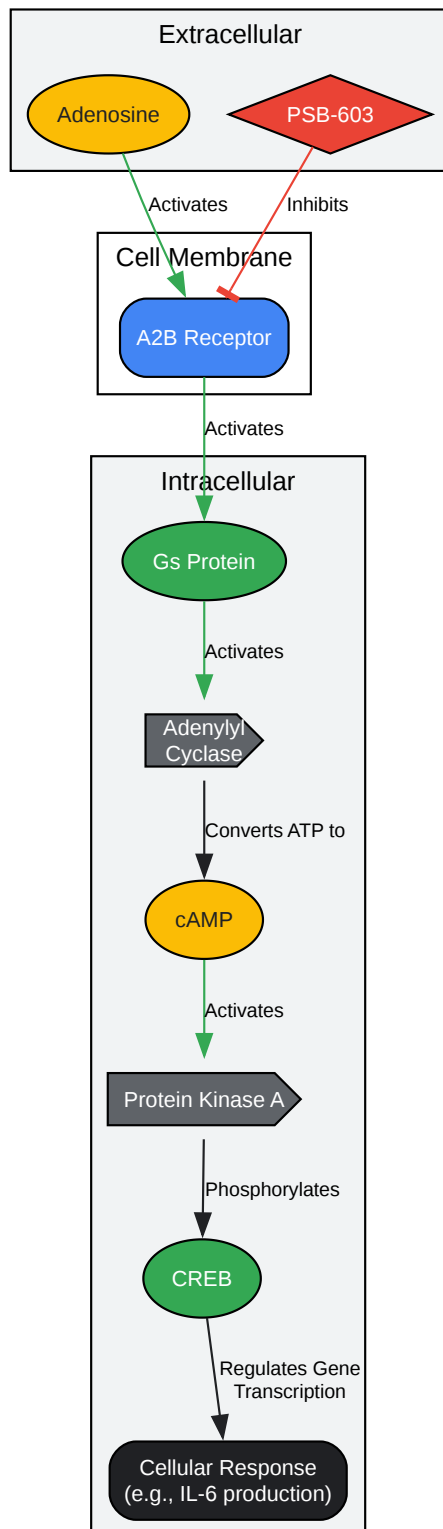 Extracellular
Adenosine
PSB-603
Activates
Inhibits
Cell Membrane
A2B Receptor
Activates
Intracellular
Gs Protein
Activates
Adenylyl
Cyclase
Converts ATP to
cAMP
Activates
Protein Kinase A
Phosphorylates
CREB
Regulates Gene
Transcription
Cellular Response
(e.g., IL-6 production)